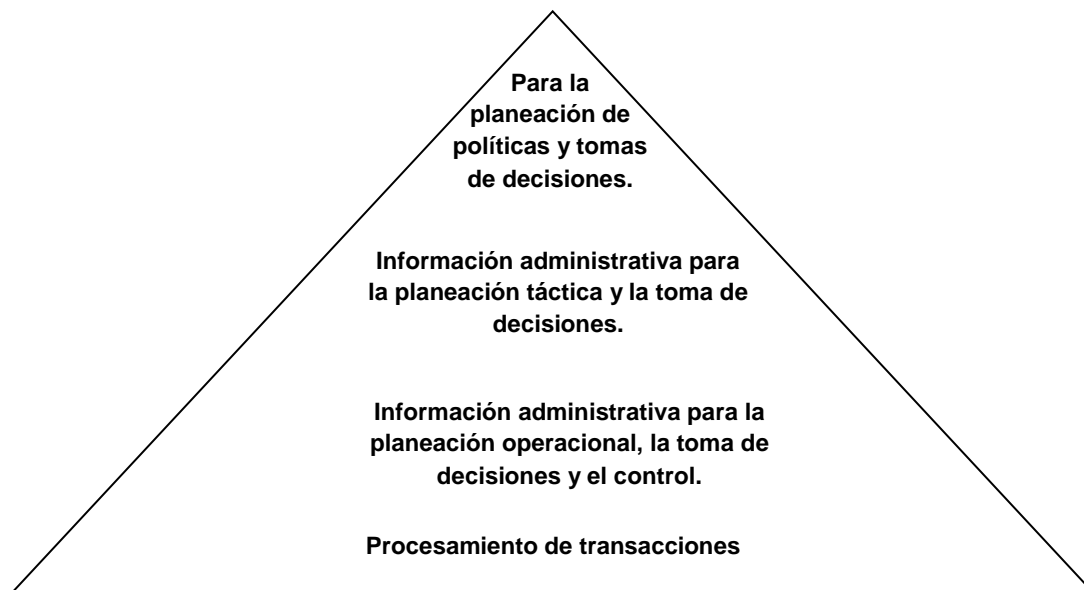 Para la
planeación de
políticas y tomas
de decisiones.
Información administrativa para
la planeación táctica y la toma de
decisiones.
Información administrativa para la
planeación operacional, la toma de
decisiones y el control.
Procesamiento de transacciones